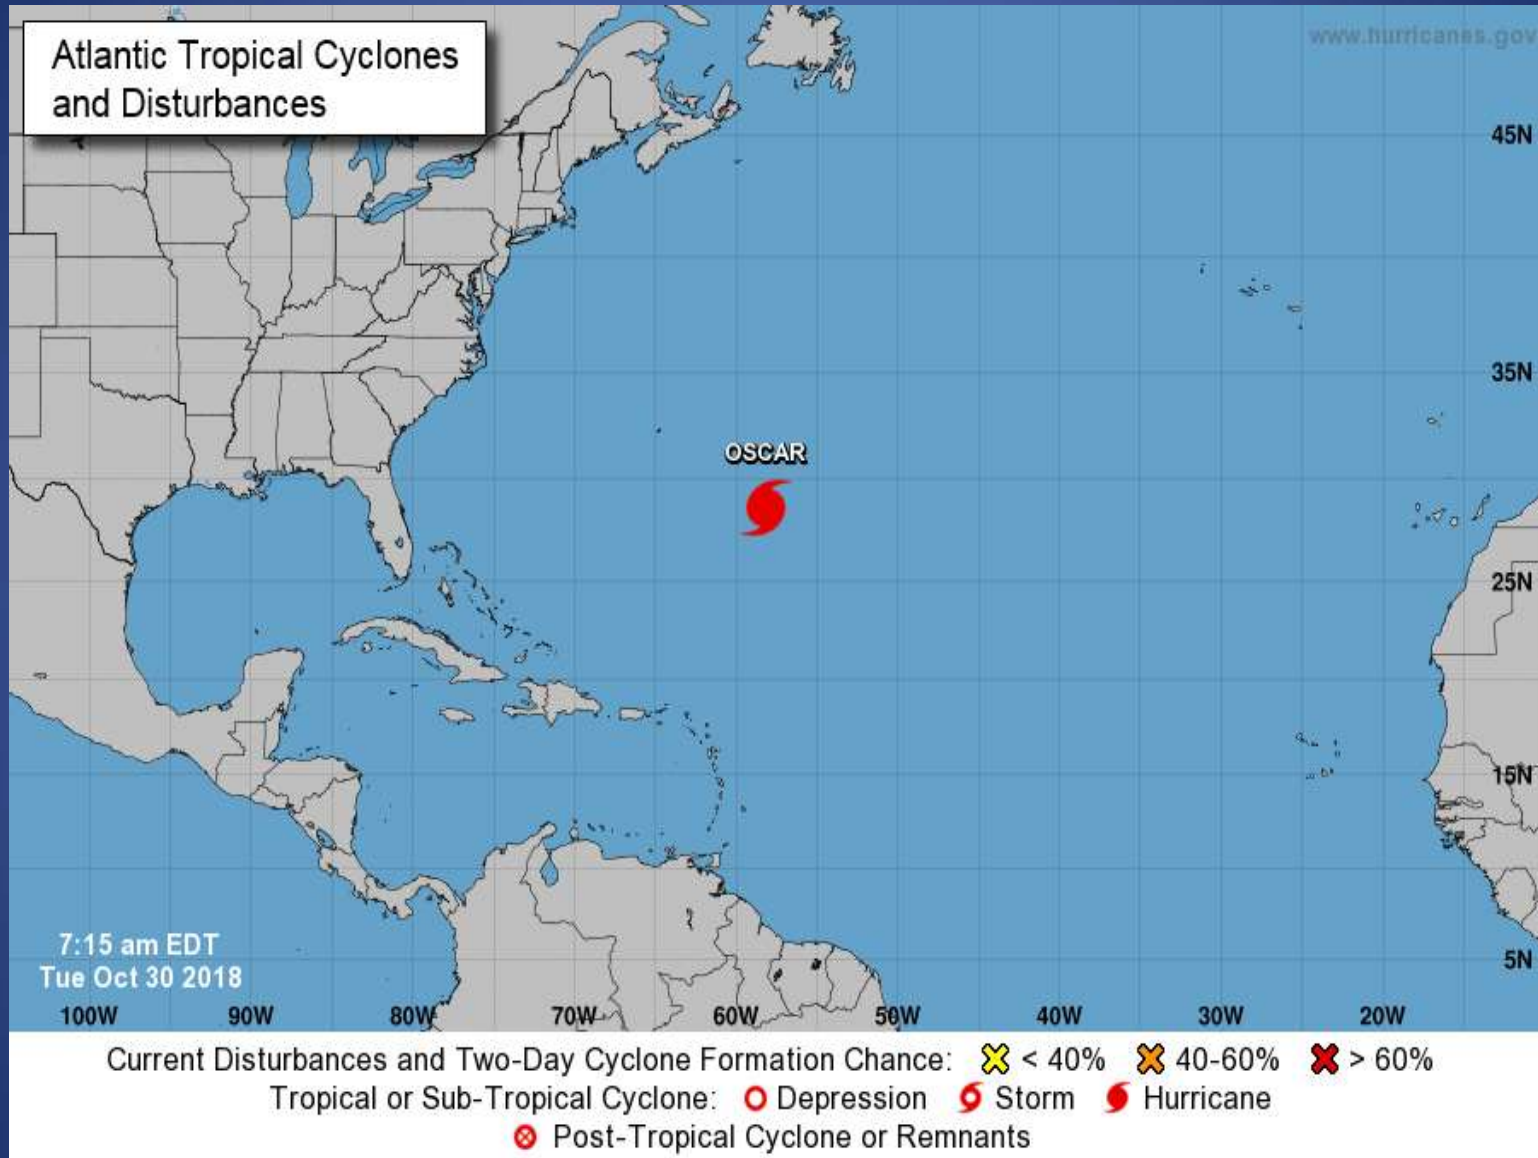 Atlantic Tropical Cyclones
and Disturbances
www.hurricanes.gov
45N
35N
OSCAR
25N
15N
7:15 am EDT
Tue Oct 30 2018
5N
100W 90W 80W 70W 60W 50W 40W 30W 20W
Current Disturbances and Two-Day Cyclone Formation Chance: < 40% 40-60% > 60%
Tropical or Sub-Tropical Cyclone: Depression Storm Hurricane
Post-Tropical Cyclone or Remnants